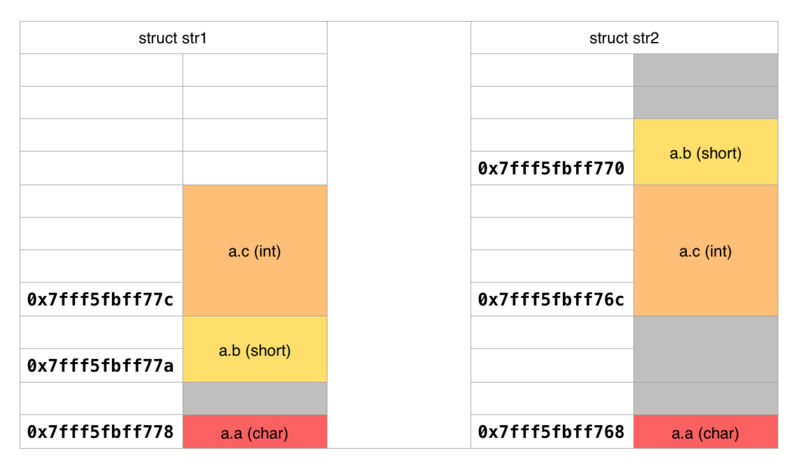 struct str1
struct str2
a.b (short)
0x7fff5fbff770
a.c (int)
a.c (int)
0x7fff5fbff77c
0x7fff5fbff76c
a.b (short)
0x7fff5fbff77a
0x7fff5fbff778
a.a (char)
0x7fff5fbff768
a.a (char)